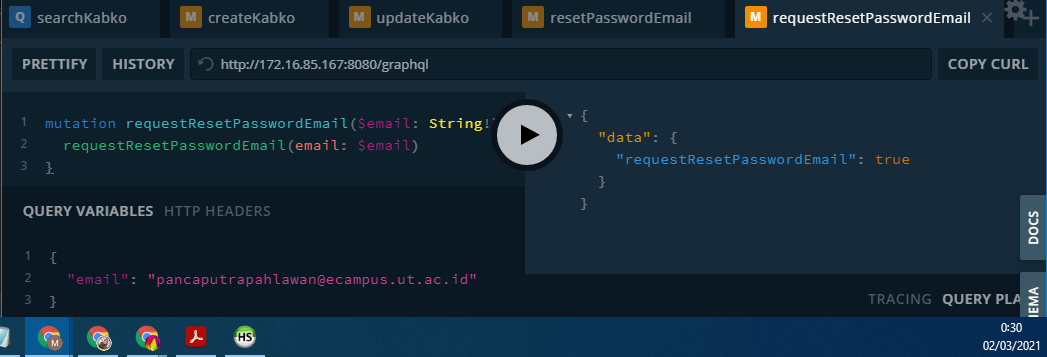 Q searchKabko
M createKabko
M updateKabko
M resetPasswordEmail
M requestResetPasswordEmail
PRETTIFY
HISTORY
http://172.16.85.167:8080/graphql
COPY CURL
1 mutation requestResetPasswordEmail($email: String!
2 requestResetPasswordEmail(email: $email)
3 }
{
"data": {
"requestResetPasswordEmail": true
}
}
QUERY VARIABLES HTTP HEADERS
1 {
2 "email": "pancaputrapahlawan@ecampus.ut.ac.id"
3 }
DOCS
EMA
TRACING QUERY PLA
M
HS
0:30
02/03/2021